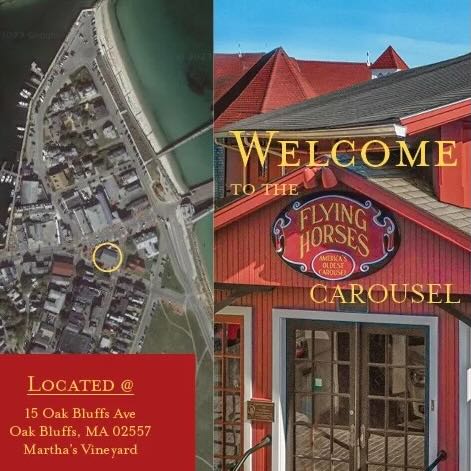 WELCOME
TO THE
FLYING
HORSES
AMERICA'S
OLDEST
CAROUSEL
CAROUSEL
LOCATED @
15 Oak Bluffs Ave
Oak Bluffs, MA 02557
Martha's Vineyard